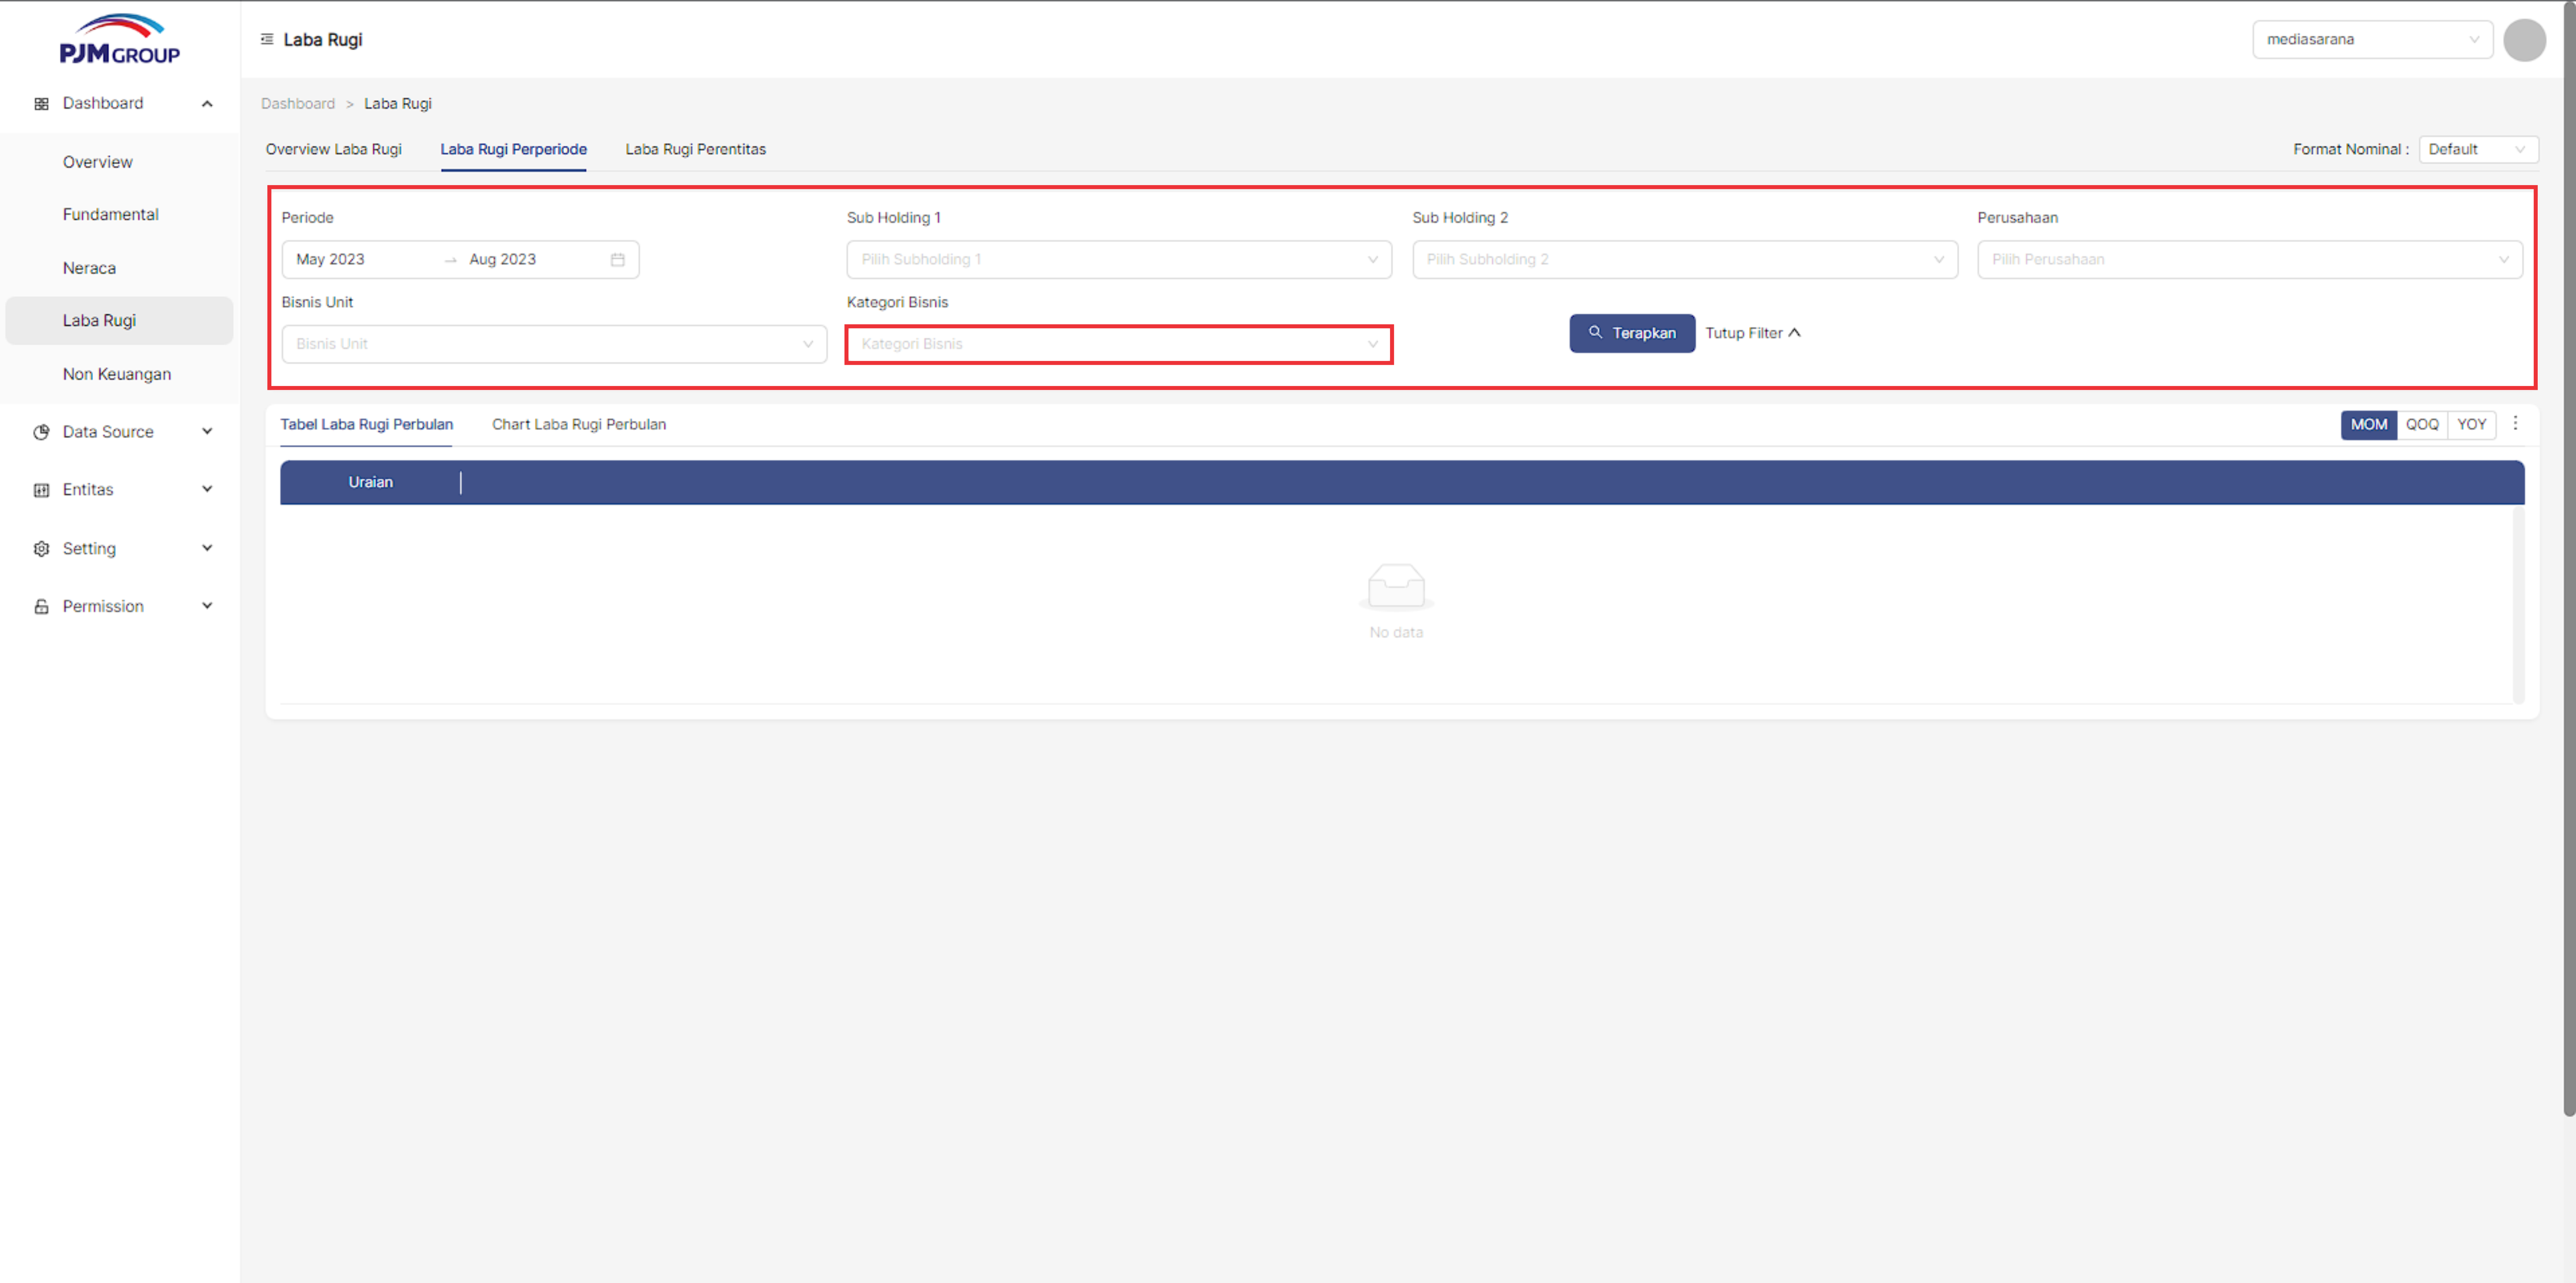 PJM GROUP
Laba Rugi
mediasarana
Dashboard
Overview
Fundamental
Neraca
Laba Rugi
Non Keuangan
Data Source
Entitas
Setting
Permission
Dashboard > Laba Rugi
Overview Laba Rugi Laba Rugi Perperiode Laba Rugi Perentitas
Format Nominal : Default
Periode Sub Holding 1 Sub Holding 2 Perusahaan
May 2023 → Aug 2023 Pilih Subholding 1 Pilih Subholding 2 Pilih Perusahaan
Bisnis Unit Kategori Bisnis
Bisnis Unit Kategori Bisnis Terapkan Tutup Filter
Tabel Laba Rugi Perbulan Chart Laba Rugi Perbulan MOM QOQ YOY
Uraian
No data